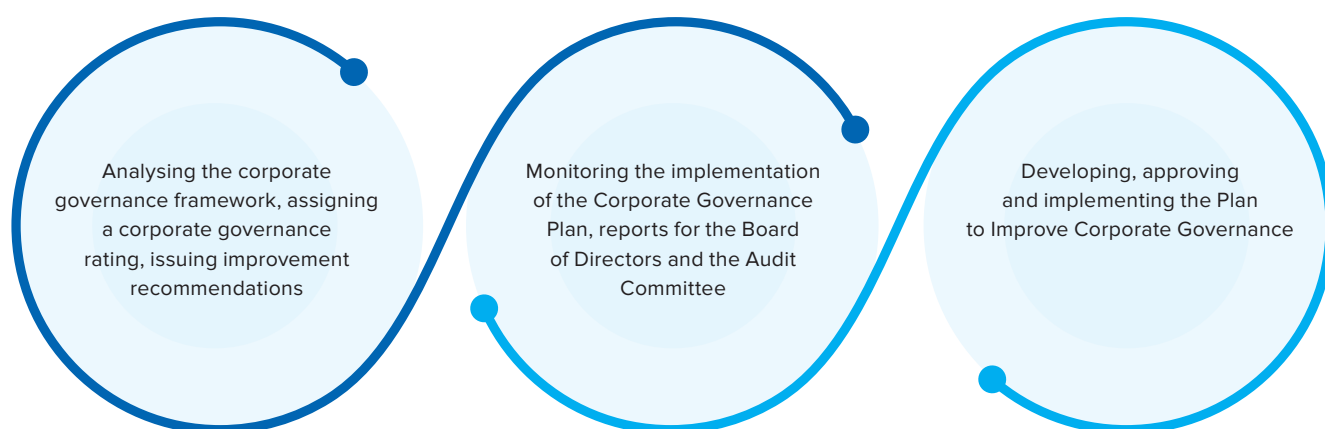 Analysing the corporate
governance framework, assigning
a corporate governance
rating, issuing improvement
recommendations
Monitoring the implementation
of the Corporate Governance
Plan, reports for the Board
of Directors and the Audit
Committee
Developing, approving
and implementing the Plan
to Improve Corporate Governance